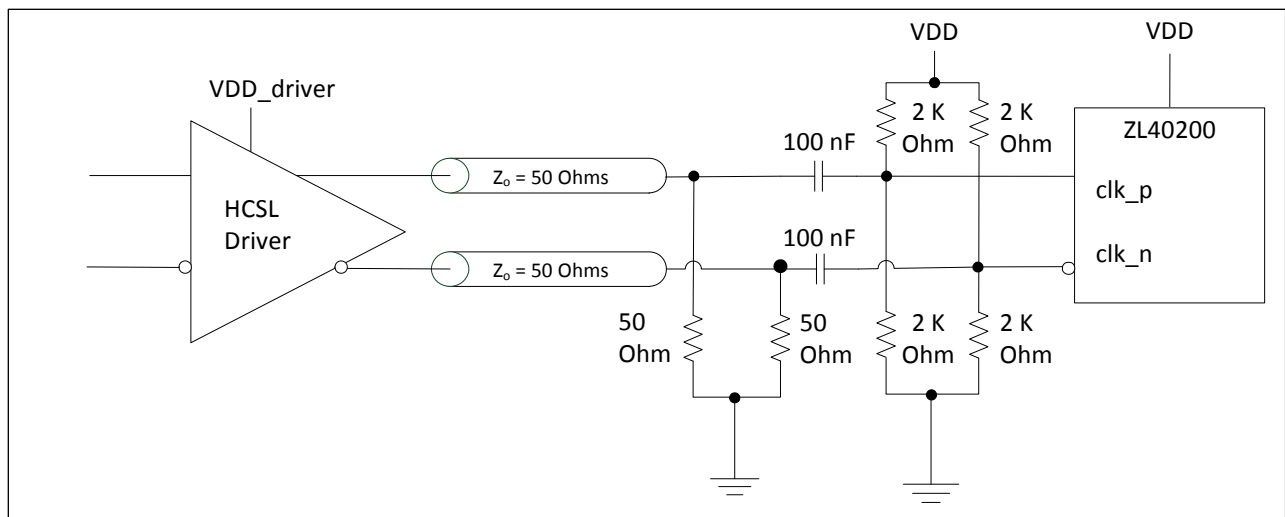 VDD
VDD
VDD_driver
2 K
Ohm
2 K
Ohm
ZL40200
100 nF
Zo = 50 Ohms
clk_p
HCSL
Driver
100 nF
clk_n
Zo = 50 Ohms
50
Ohm
50
Ohm
2 K
Ohm
2 K
Ohm